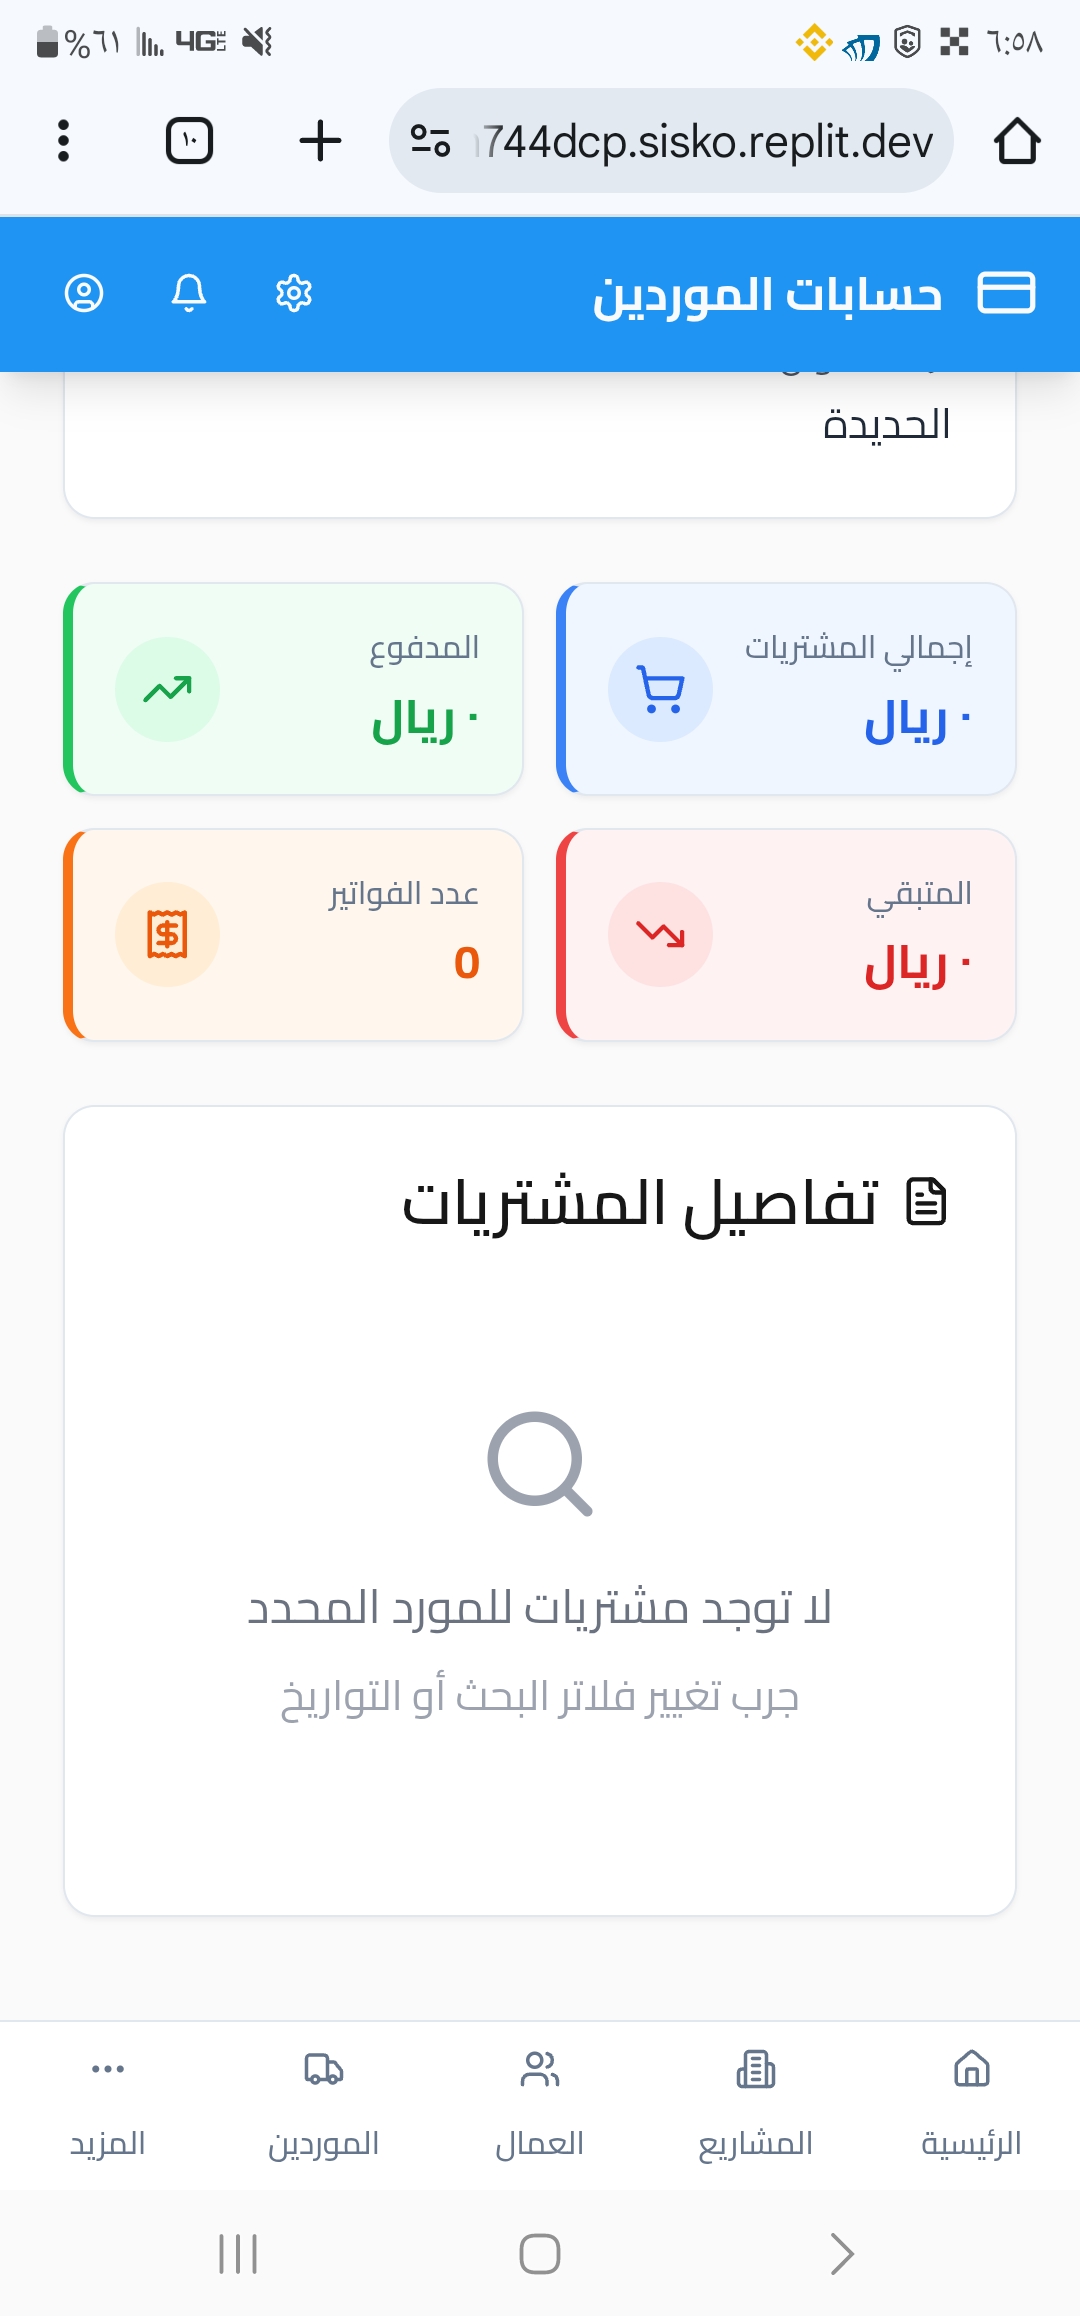 ٦:٥٨
4G LTE
%٦١
744dcp.sisko.replit.dev
١٠
حسابات الموردين
الحديدة
إجمالي المشتريات
٠ ريال
المدفوع
٠ ريال
المتبقي
٠ ريال
عدد الفواتير
0
تفاصيل المشتريات
لا توجد مشتريات للمورد المحدد
جرب تغيير فلاتر البحث أو التواريخ
الرئيسية
المشاريع
العمال
الموردين
المزيد